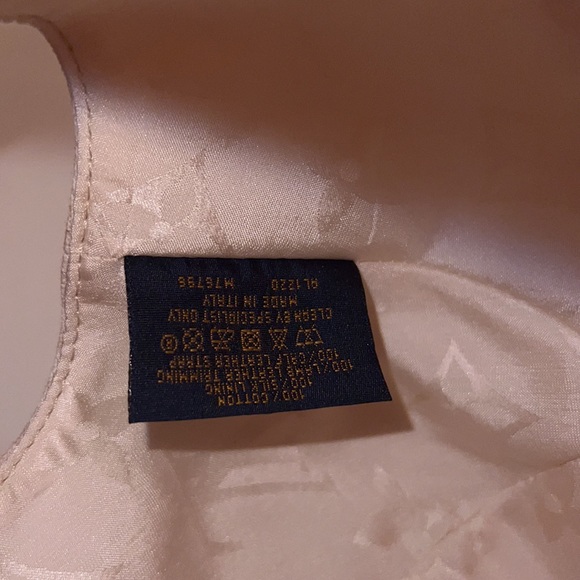 100% COTTON
100% SILK LINING
100% LAMB LEATHER TRIMMING
100% CALF LEATHER STRAP
CLEAN BY SPECIALIST ONLY
MADE IN ITALY
AL1220 M76796